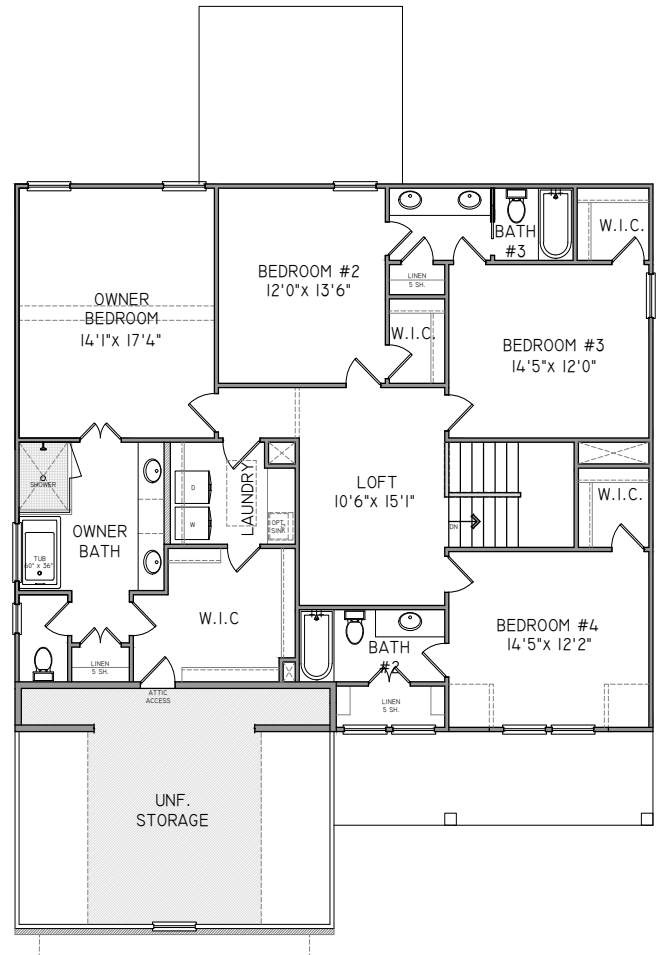 BATH
#3
W.I.C.
BEDROOM #2
12'0"x 13'6"
LINEN
5 SH.
OWNER
BEDROOM
14'1"x 17'4"
W.I.C.
BEDROOM #3
14'5"x 12'0"
SHOWER
D
W
LAUNDRY
OPT.
SINK
LOFT
10'6"x 15'1"
DN
W.I.C.
OWNER
BATH
TUB
60" x 36"
W.I.C
BEDROOM #4
14'5"x 12'2"
BATH
#2
LINEN
5 SH.
ATTIC
ACCESS
LINEN
5 SH.
UNF.
STORAGE